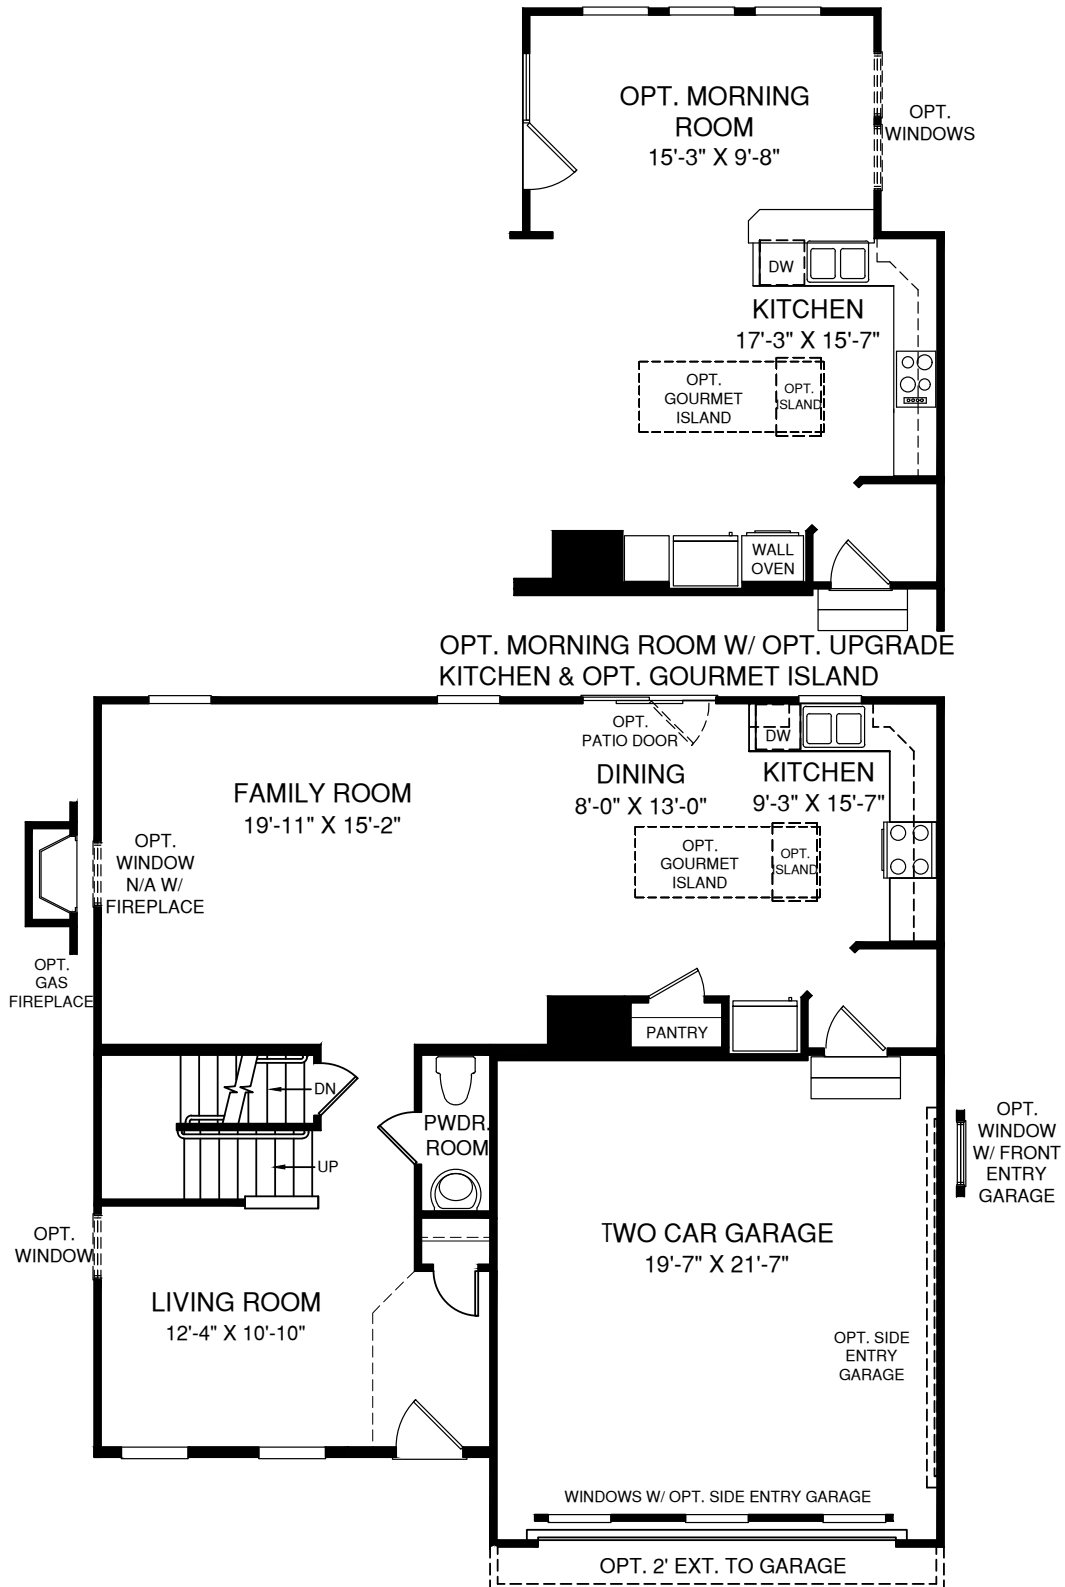 OPT. MORNING
ROOM
15'-3" X 9'-8"
OPT.
WINDOWS
DW
KITCHEN
17'-3" X 15'-7"
OPT.
GOURMET
ISLAND
OPT.
ISLAND
WALL
OVEN
OPT. MORNING ROOM W/ OPT. UPGRADE
KITCHEN & OPT. GOURMET ISLAND
OPT.
PATIO DOOR
DW
DINING
8'-0" X 13'-0"
KITCHEN
9'-3" X 15'-7"
FAMILY ROOM
19'-11" X 15'-2"
OPT.
WINDOW
N/A W/
FIREPLACE
OPT.
GOURMET
ISLAND
OPT.
ISLAND
OPT.
GAS
FIREPLACE
PANTRY
DN
UP
PWDR.
ROOM
OPT.
WINDOW
W/ FRONT
ENTRY
GARAGE
OPT.
WINDOW
TWO CAR GARAGE
19'-7" X 21'-7"
LIVING ROOM
12'-4" X 10'-10"
OPT. SIDE
ENTRY
GARAGE
WINDOWS W/ OPT. SIDE ENTRY GARAGE
OPT. 2' EXT. TO GARAGE